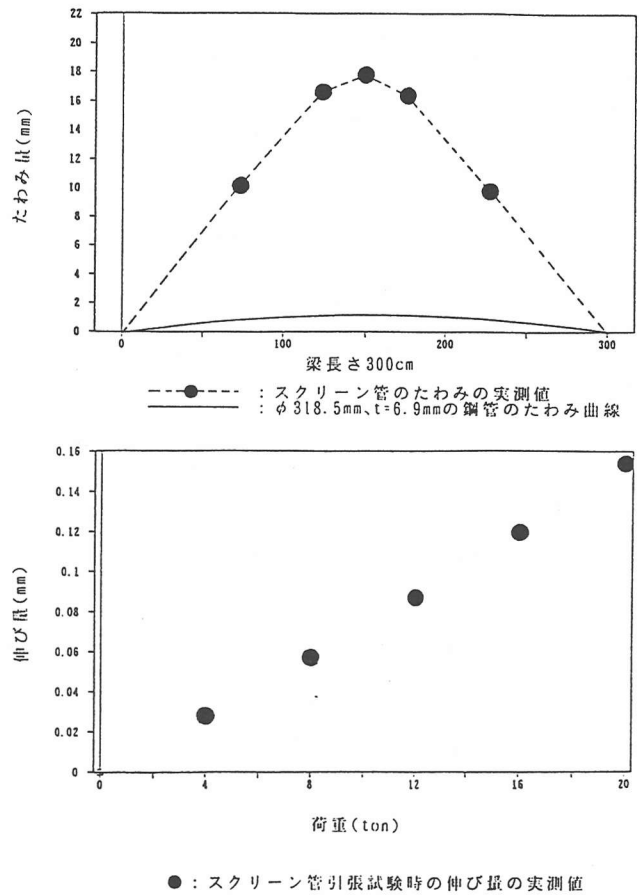 22
20
18
16
14
12
10
8
6
4
2
0
たわみ量(mm)
0 100 200 300
梁長さ300cm
：スクリーン管のたわみの実測値
：φ318.5mm、t=6.9mmの鋼管のたわみ曲線
0.16
0.14
0.12
0.1
0.08
0.06
0.04
0.02
0
伸び量(mm)
0 4 8 12 16 20
荷重(ton)
●：スクリーン管引張試験時の伸び量の実測値